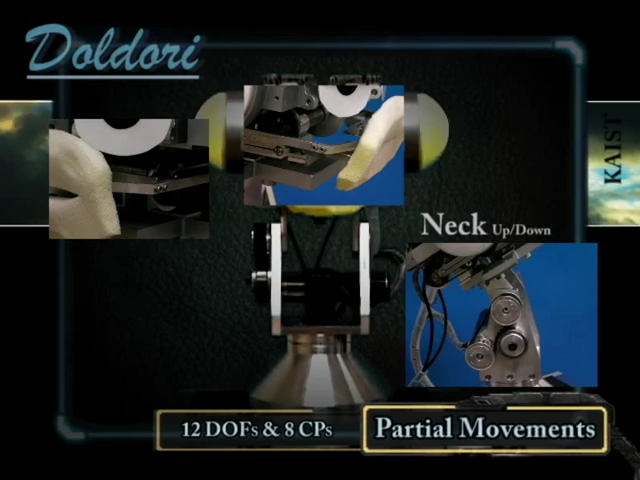 Doldori
KAIST
Neck Up/Down
12 DOFs & 8 CPs
Partial Movements